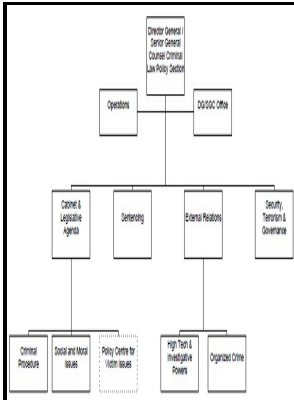 Director General /
Senior General
Counsel Criminal
Law Policy Section
Operations
DG/SGC Office
Cabinet &
Legislative
Agenda
Sentencing
External Relations
Security,
Terrorism &
Governance
Criminal
Procedure
Social and Moral
Issues
Policy Centre for
Victim Issues
High Tech &
Investigative
Powers
Organized Crime